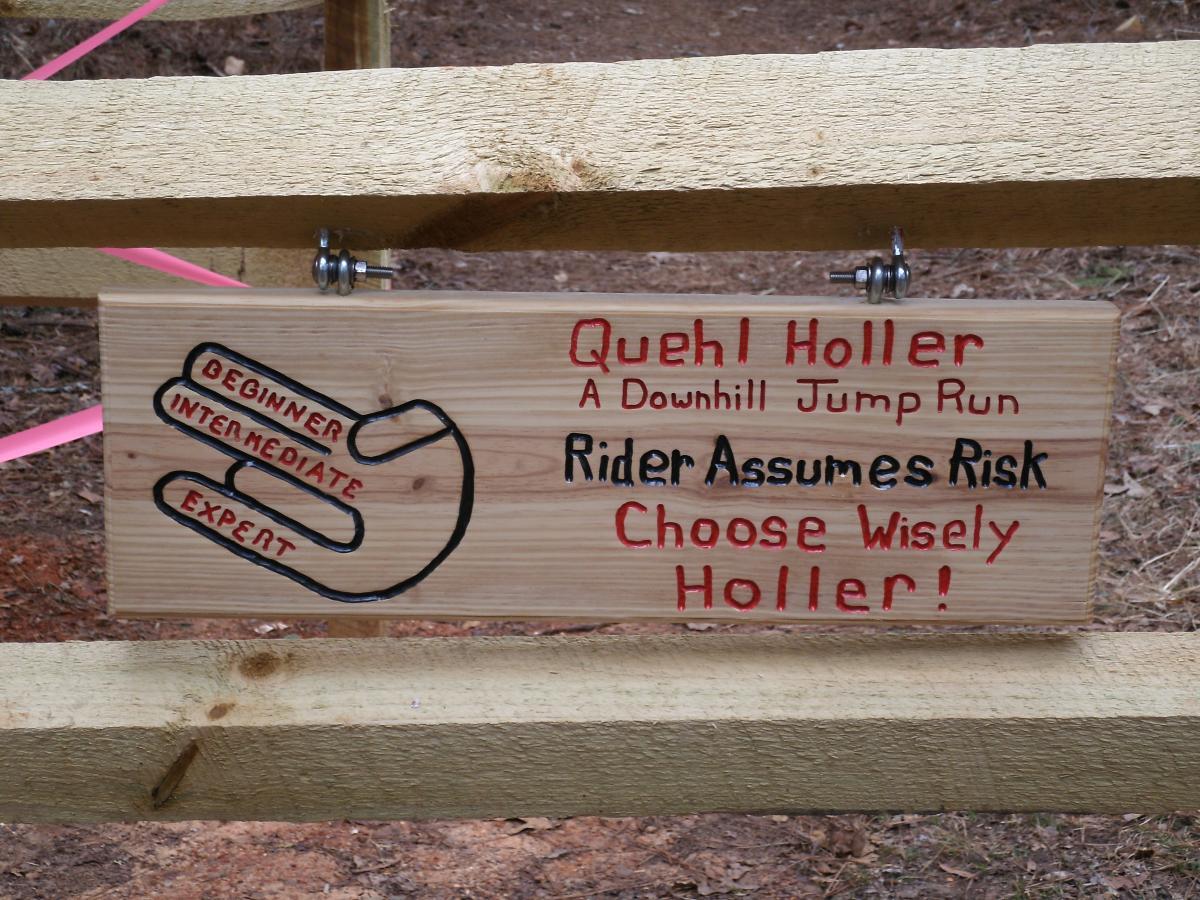 BEGINNER
INTERMEDIATE
EXPERT
Quehl Holler
A Downhill Jump Run
Rider Assumes Risk
Choose Wisely
Holler!